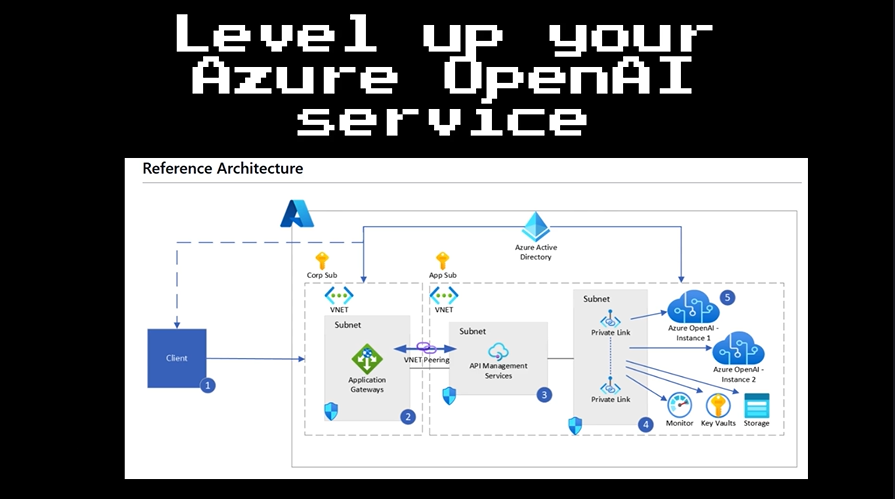 Level up your
Azure OpenAI
service
Reference Architecture
Azure Active
Directory
Corp Sub
App Sub
VNET
VNET
Subnet
Subnet
Subnet
Client
1
Application
Gateways
2
VNET Peering
API Management
Services
3
Private Link
Private Link
4
Azure OpenAI -
Instance 1
5
Azure OpenAI -
Instance 2
Monitor
Key Vaults
Storage